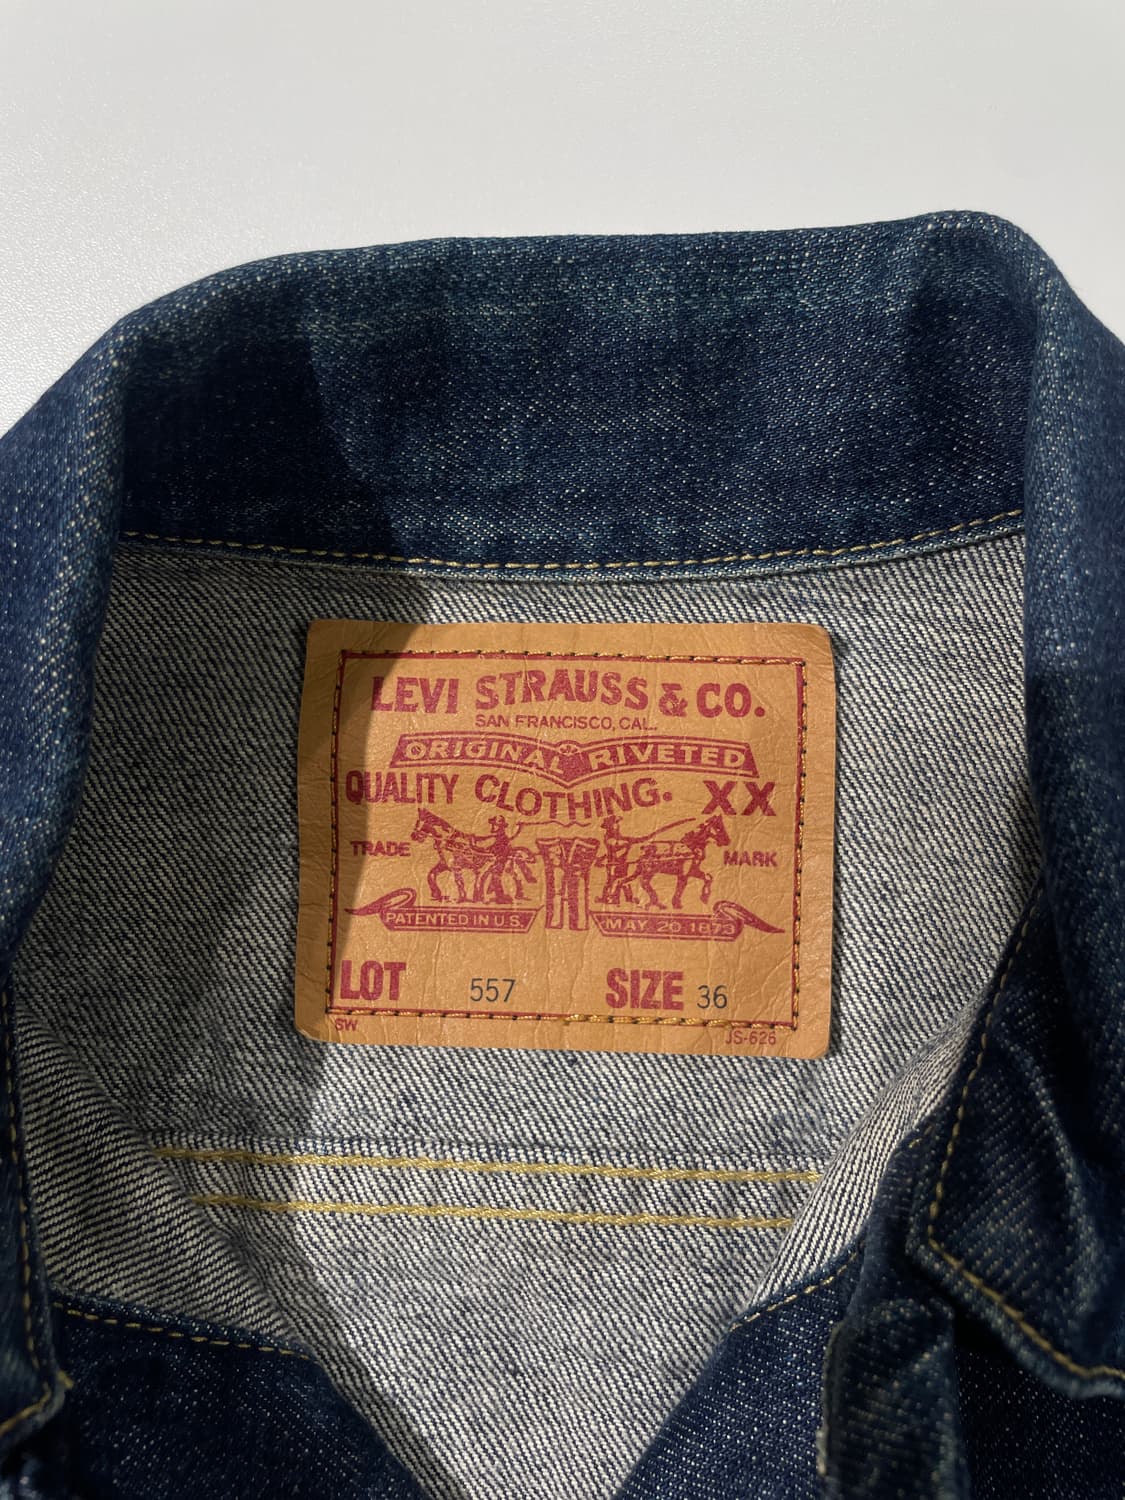 LEVI STRAUSS & CO.
SAN FRANCISCO, CAL.
ORIGINAL RIVETED
QUALITY CLOTHING. XX
TRADE MARK
PATENTED IN U.S. MAY 20 1873
LOT 557 SIZE 36
SW JS-626